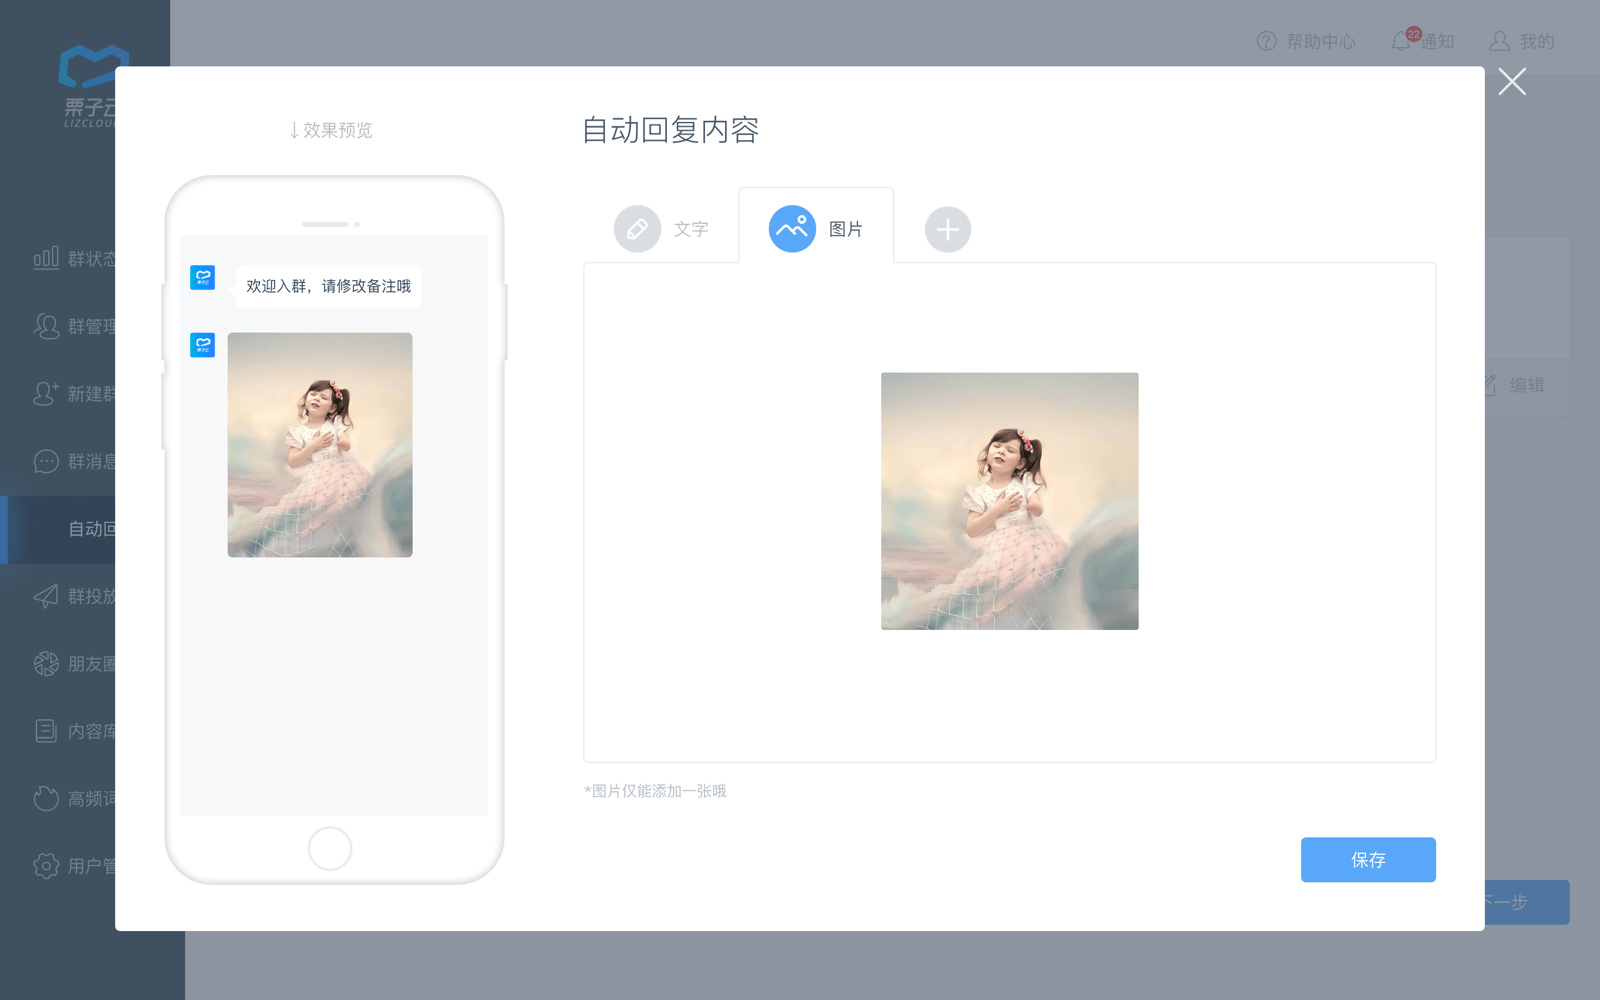 帮助中心
22
通知
我的
栗子云
LIZCLOUD
↓效果预览
自动回复内容
文字
图片
欢迎入群，请修改备注哦
群状态
群管理
新建群
群消息
自动回
群投放
朋友圈
内容库
高频词
用户管
编辑
*图片仅能添加一张哦
保存
下一步